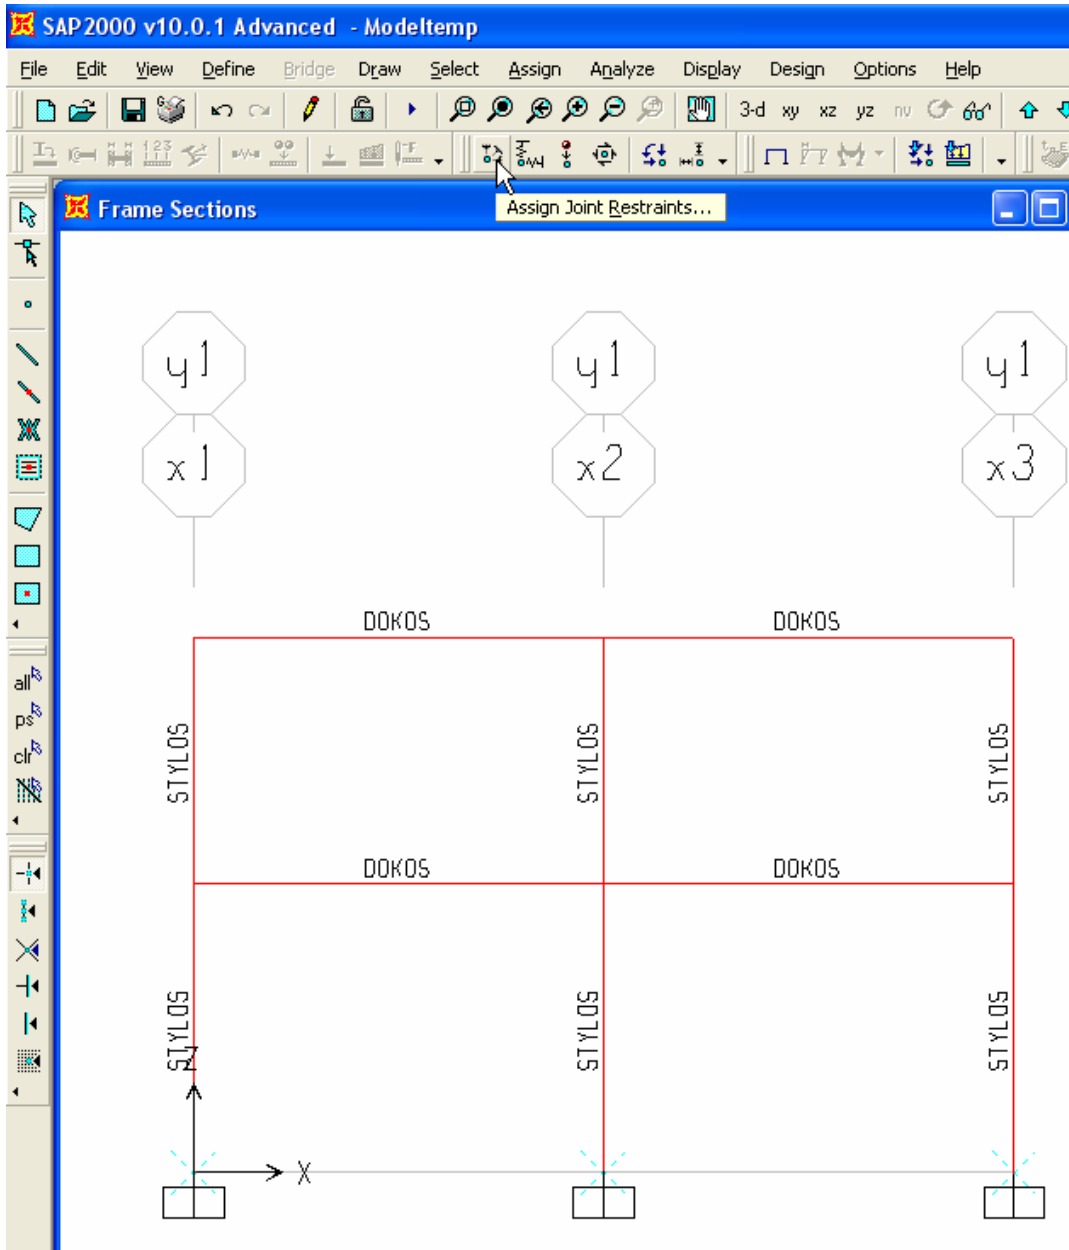 SAP2000 v10.0.1 Advanced - Modeltemp
File Edit View Define Bridge Draw Select Assign Analyze Display Design Options Help
3-d xy xz yz nv
Assign Joint Restraints...
Frame Sections
y1 y1 y1
x1 x2 x3
DOKOS DOKOS
STYLOS STYLOS STYLOS
DOKOS DOKOS
STYLOS STYLOS STYLOS
Z
X
all
ps
clr